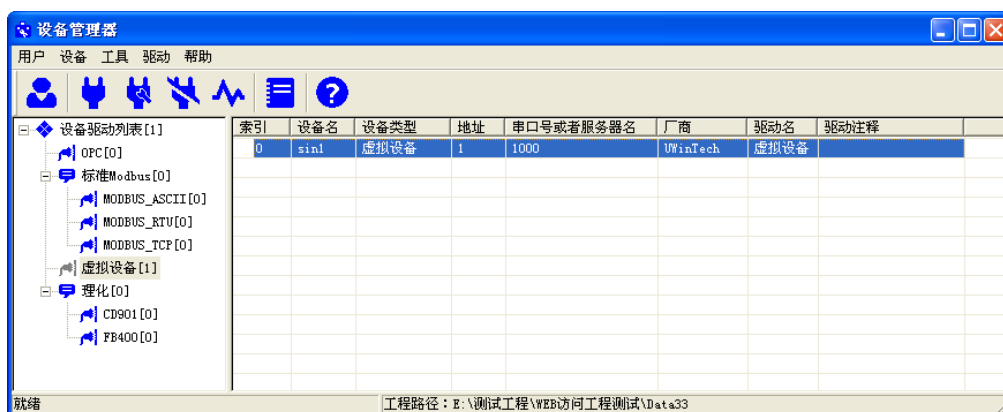 设备管理器
用户 设备 工具 驱动 帮助
设备驱动列表[1]
OPC[0]
标准Modbus[0]
MODBUS_ASCII[0]
MODBUS_RTU[0]
MODBUS_TCP[0]
虚拟设备[1]
理化[0]
CD901[0]
FB400[0]
索引 设备名 设备类型 地址 串口号或者服务器名 厂商 驱动名 驱动注释
0 sin1 虚拟设备 1 1000 UWinTech 虚拟设备
就绪 工程路径：E:\测试工程\WEB访问工程测试\Data33